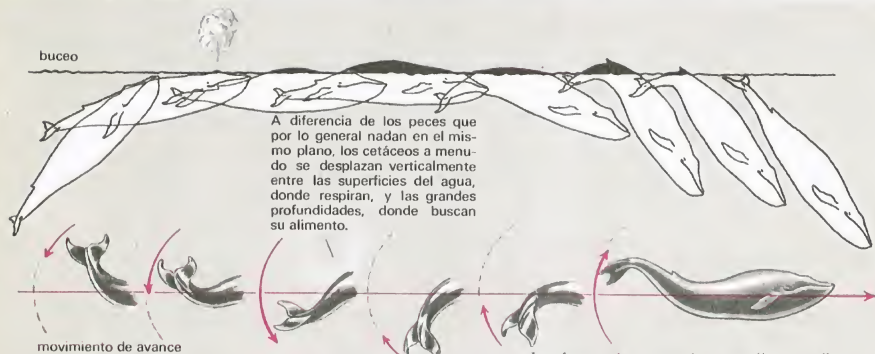 buceo
A diferencia de los peces que
por lo general nadan en el mis-
mo plano, los cetáceos a menu-
do se desplazan verticalmente
entre las superficies del agua,
donde respiran, y las grandes
profundidades, donde buscan
su alimento.
movimiento de avance